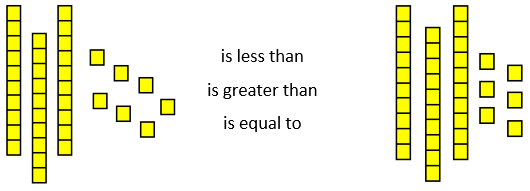 is less than
is greater than
is equal to